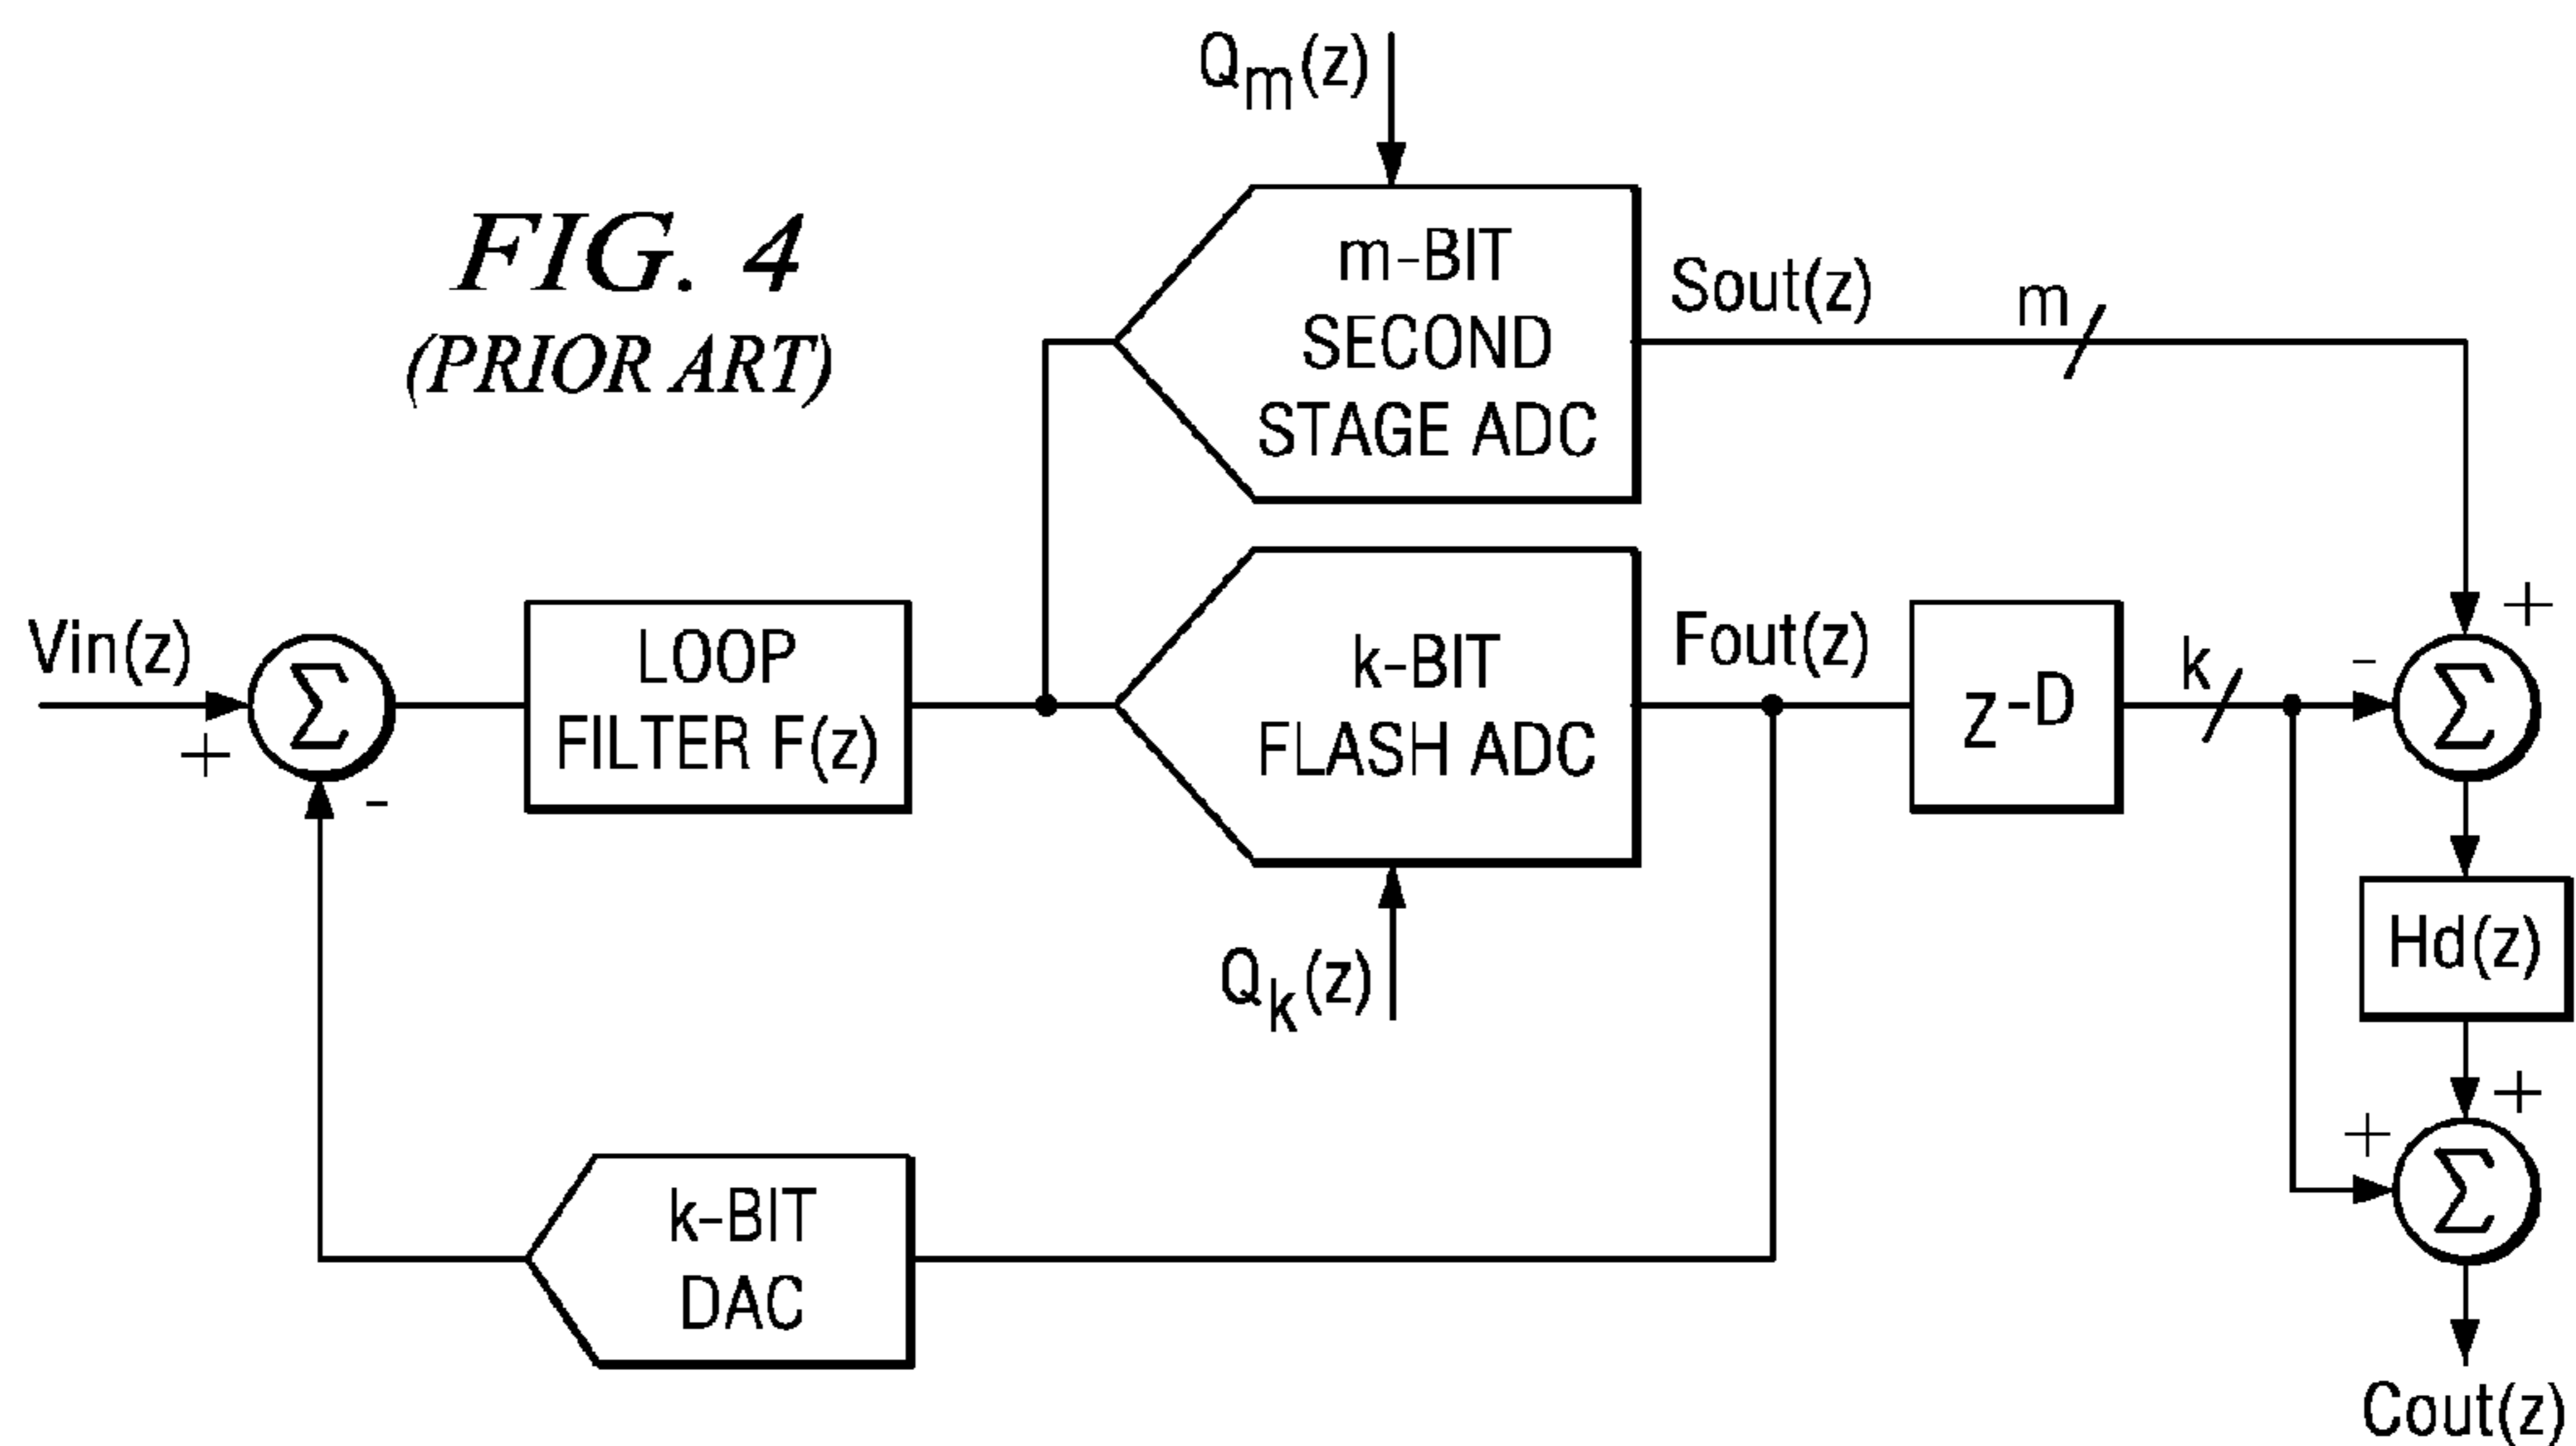 FIG. 4
(PRIOR ART)
Qm(z)
m-BIT
SECOND
STAGE ADC
Sout(z)
m
+
Vin(z)
+
-
Σ
LOOP
FILTER F(z)
k-BIT
FLASH ADC
Qk(z)
Fout(z)
z-D
k
-
Σ
Hd(z)
+
+
Σ
k-BIT
DAC
Cout(z)